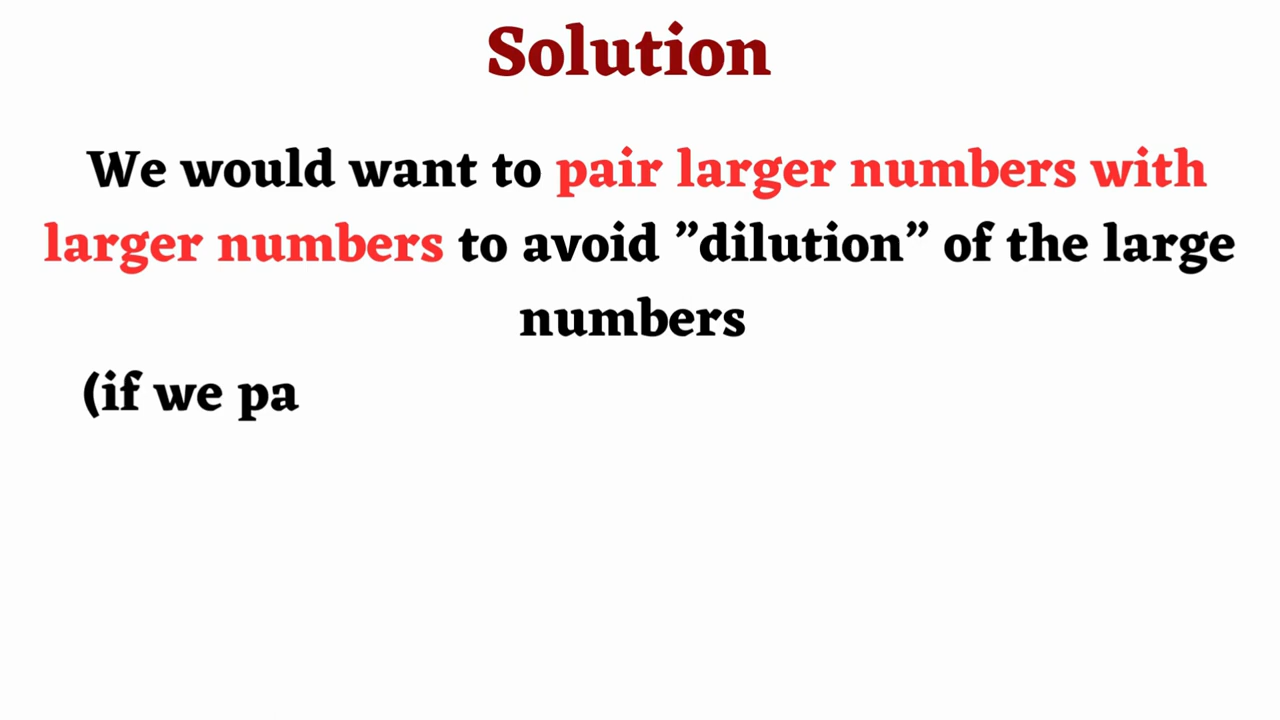 Solution
We would want to pair larger numbers with
larger numbers to avoid ”dilution” of the large
numbers
(if we pa